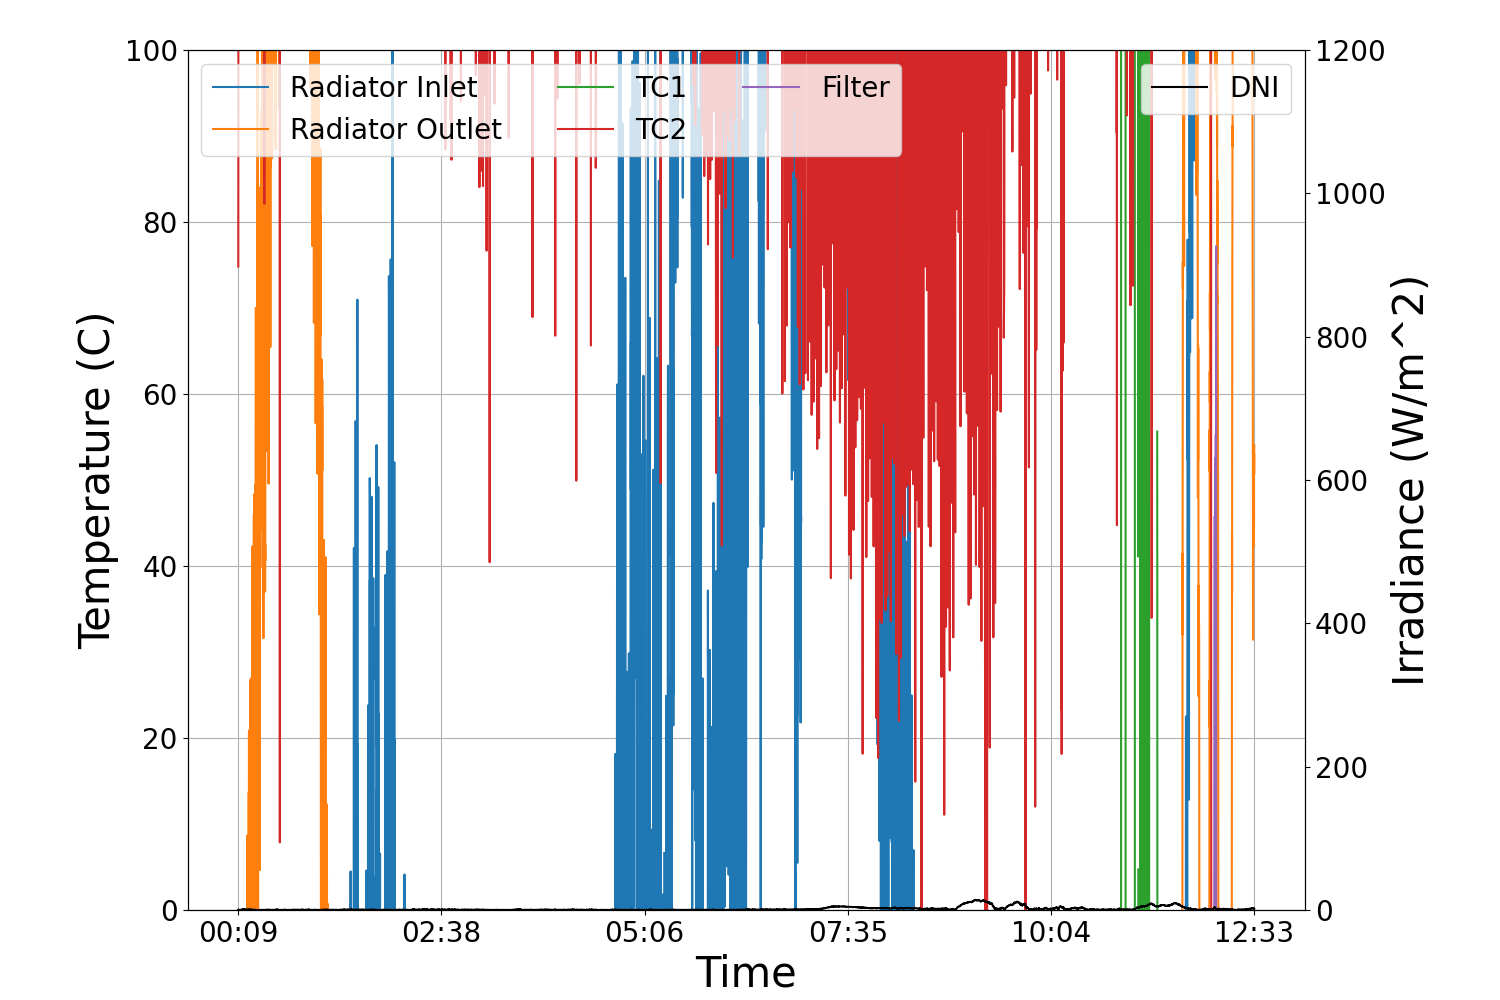 100
80
60
40
20
0
Temperature (C)
Radiator Inlet
Radiator Outlet
TC1
TC2
Filter
DNI
1200
1000
800
600
400
200
0
Irradiance (W/m^2)
00:09
02:38
05:06
07:35
10:04
12:33
Time